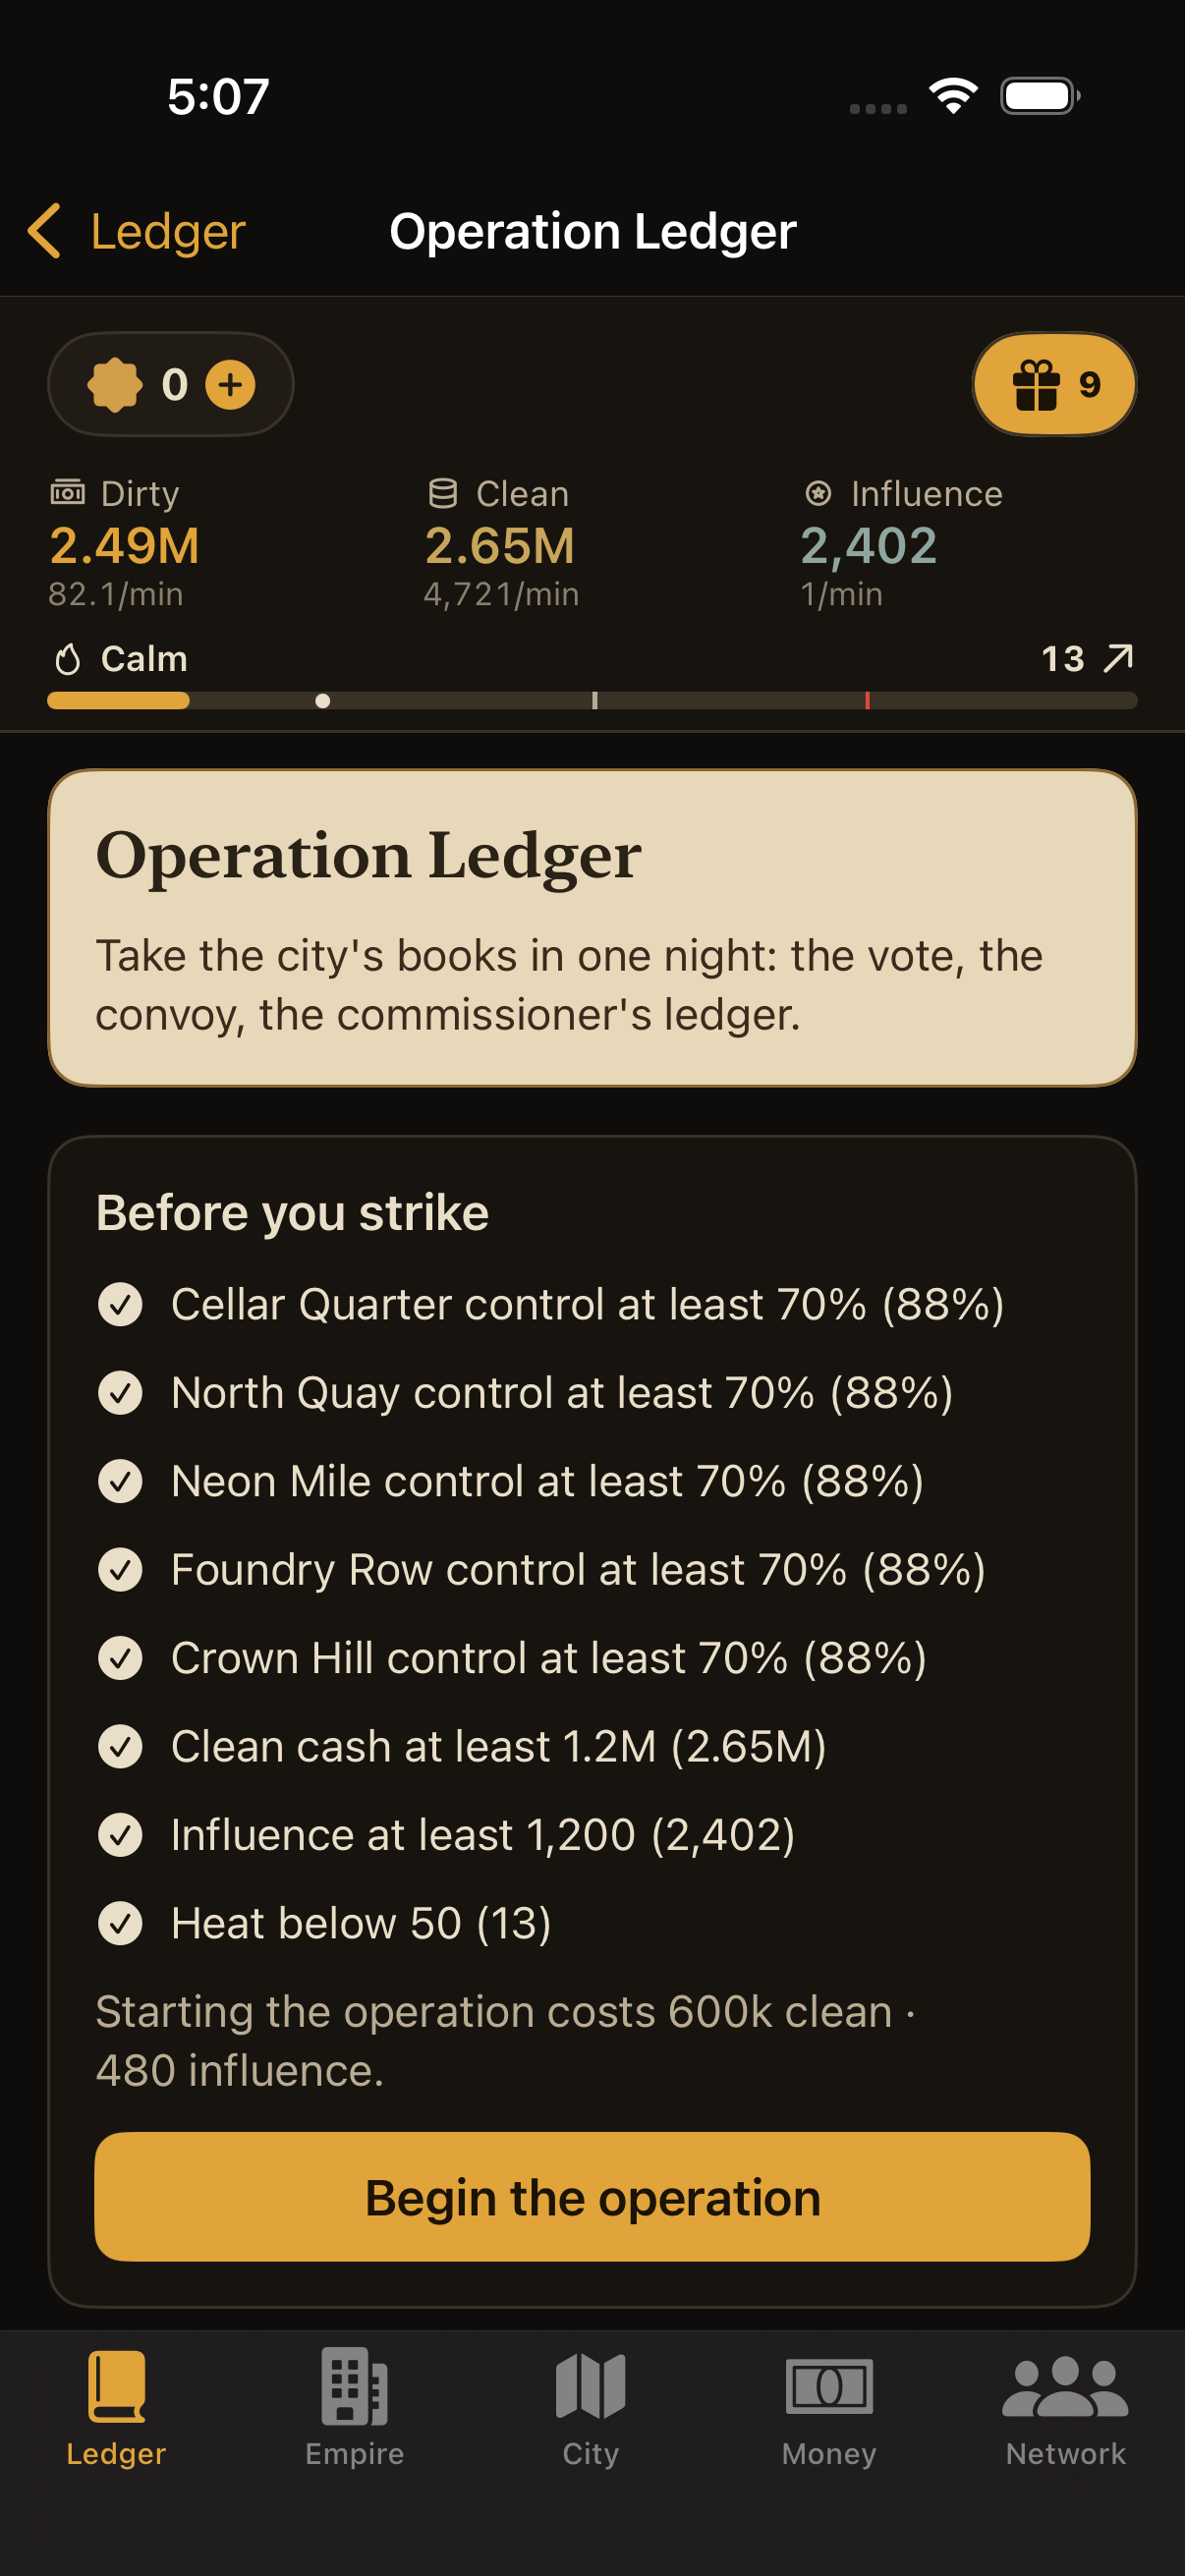 5:07
Ledger
Operation Ledger
0
9
Dirty
Clean
Influence
2.49M
2.65M
2,402
82.1/min
4,721/min
1/min
Calm
13
Operation Ledger
Take the city's books in one night: the vote, the
convoy, the commissioner's ledger.
Before you strike
Cellar Quarter control at least 70% (88%)
North Quay control at least 70% (88%)
Neon Mile control at least 70% (88%)
Foundry Row control at least 70% (88%)
Crown Hill control at least 70% (88%)
Clean cash at least 1.2M (2.65M)
Influence at least 1,200 (2,402)
Heat below 50 (13)
Starting the operation costs 600k clean ·
480 influence.
Begin the operation
Ledger
Empire
City
Money
Network